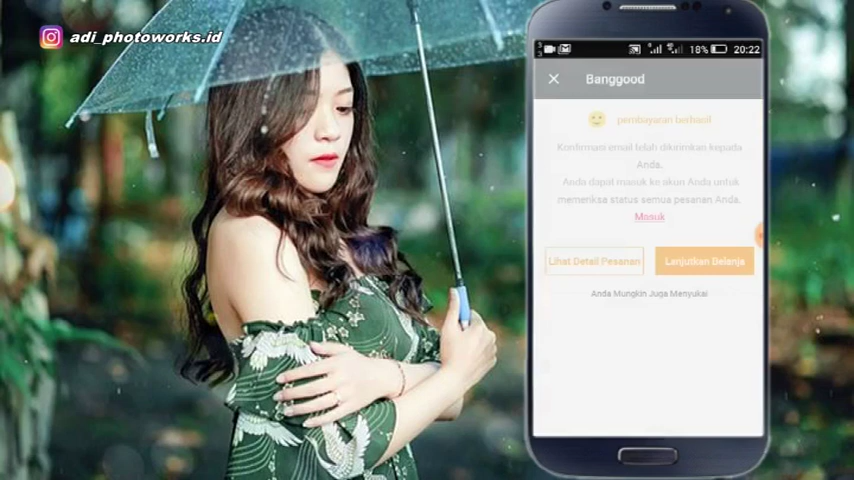 adi_photoworks.id
18% 20:22
Banggood
pembayaran berhasil
Konfirmasi email telah dikirimkan kepada
Anda.
Anda dapat masuk ke akun Anda untuk
memeriksa status semua pesanan Anda.
Masuk
Lihat Detail Pesanan
Lanjutkan Belanja
Anda Mungkin Juga Menyukai